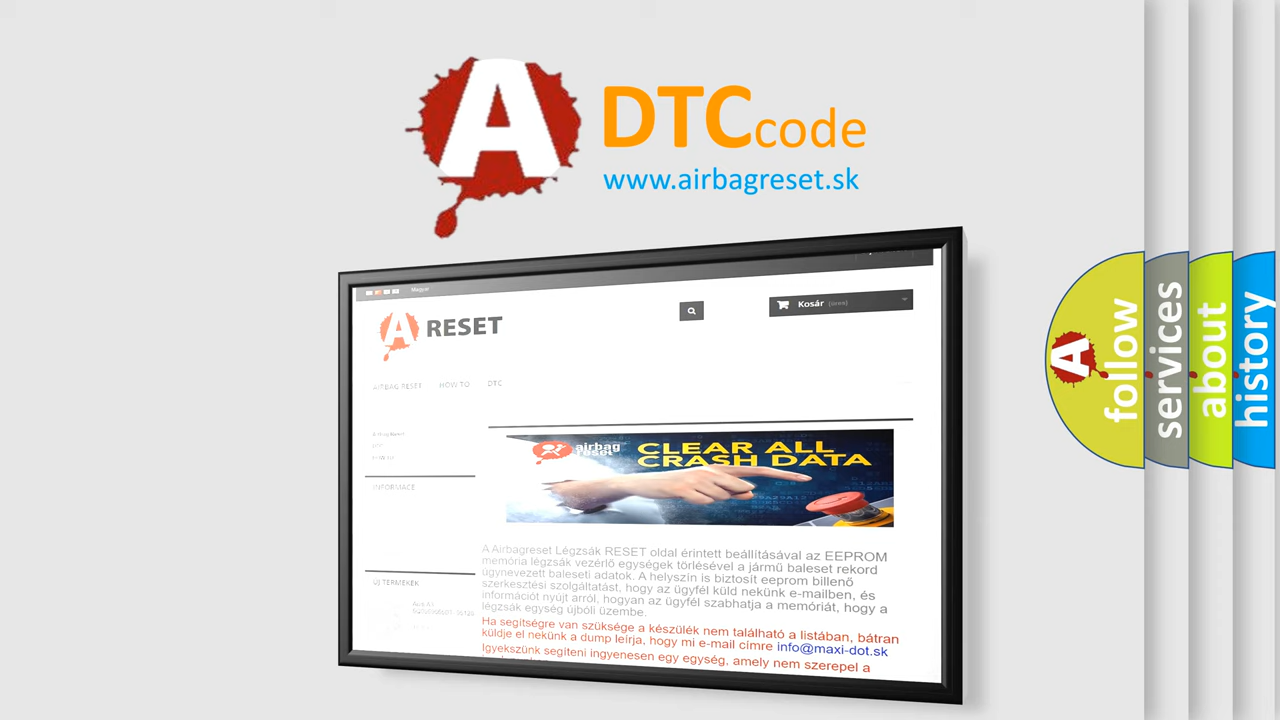 A DTC code
www.airbagreset.sk
Magyar
Kosár (üres)
A RESET
AIRBAG RESET HOW TO DTC
airbag reset CLEAR ALL
CRASH DATA
INFORMACE
A Airbagreset Légzsák RESET oldal érintett beállításával az EEPROM
memória légzsák vezérlő egységek törlésével a jármű baleset rekord
úgynevezett baleseti adatok. A helyszín is biztosít eeprom billenő
szerkesztési szolgáltatást, hogy az ügyfél küld nekünk e-mailben, és
információt nyújt arról, hogyan az ügyfél szabhatja a memóriát, hogy a
légzsák egység újbóli üzembe.
ÚJ TERMÉKEK
Ha segítségre van szüksége a készülék nem található a listában, bátran
küldje el nekünk a dump leírja, hogy mi e-mail címre info@maxi-dot.sk
Igyekszünk segíteni ingyenesen egy egység, amely nem szerepel a
A follow
services
about
history